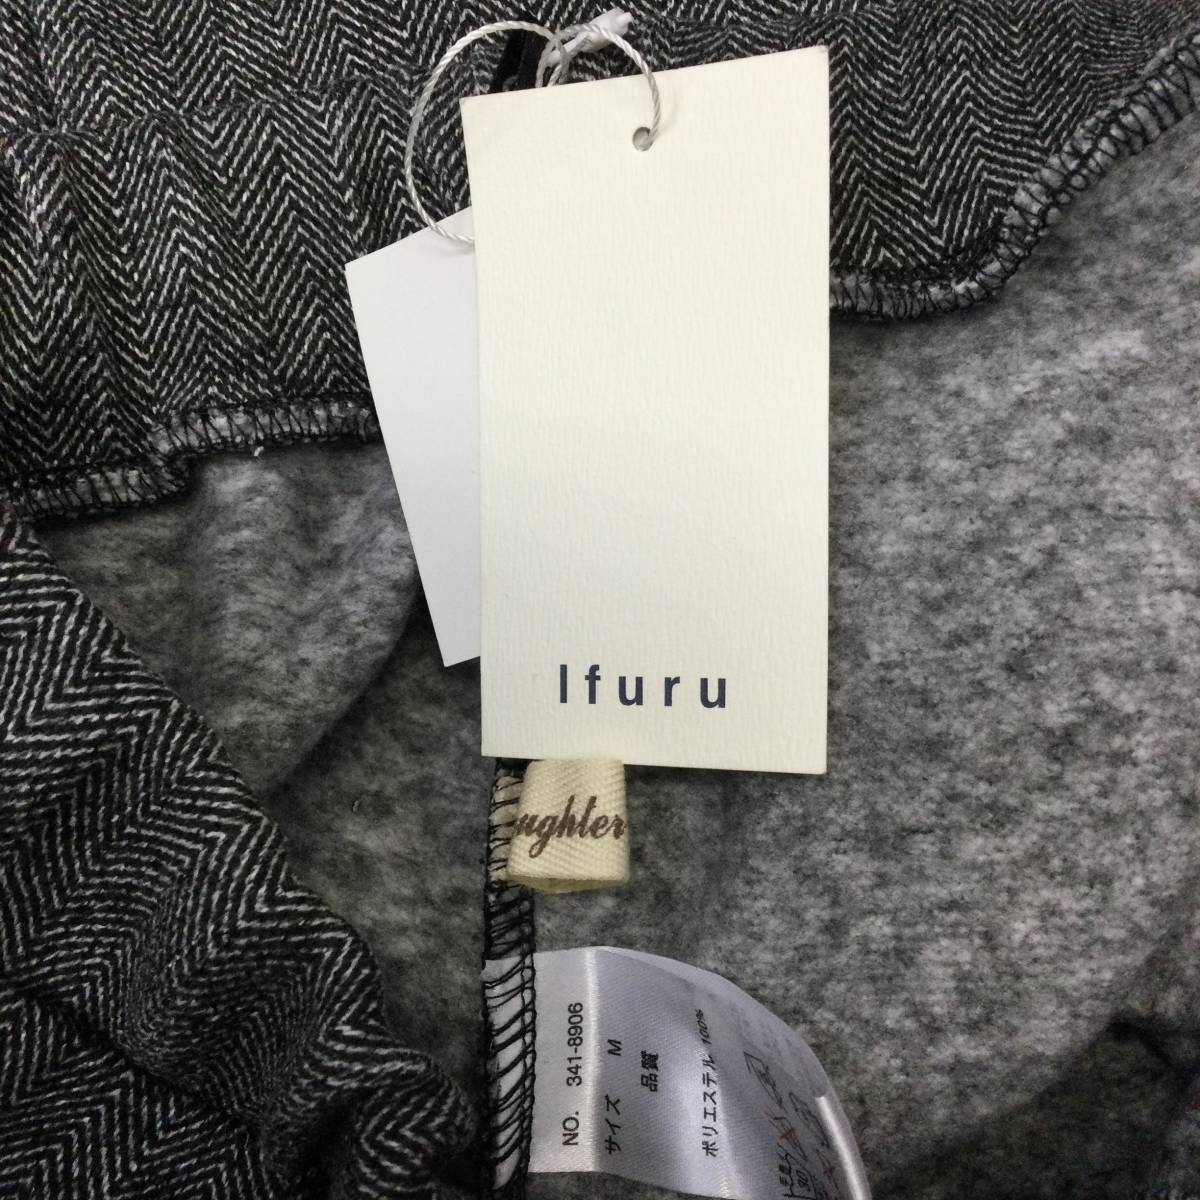 Ifuru
ughter
NO. 341-8906
サイズ M
品質
ポリエステル 100%